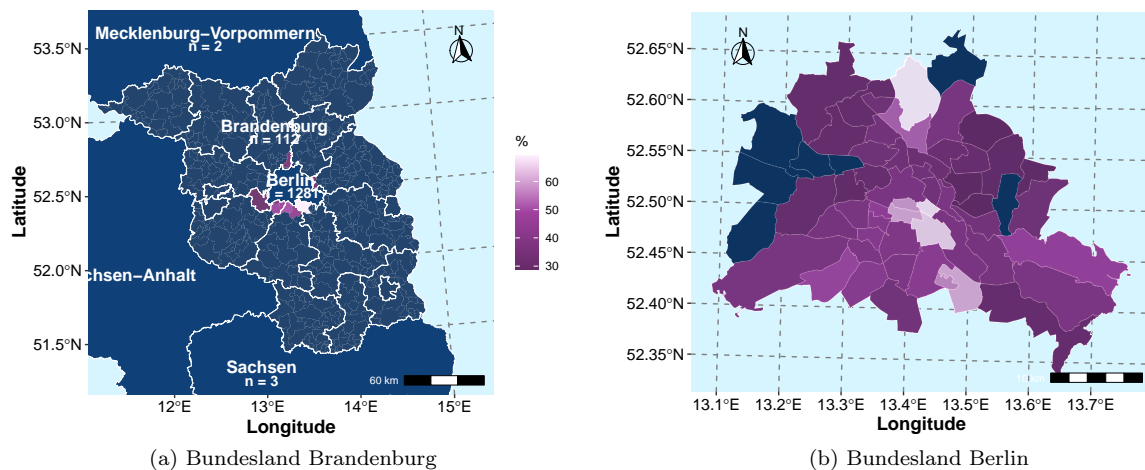 53.5°N
53.0°N
52.5°N
52.0°N
51.5°N
Latitude
Mecklenburg−Vorpommern
n = 2
Brandenburg
n = 112
Berlin
n = 1281
chsen−Anhalt
Sachsen
n = 3
60 km
12°E 13°E 14°E 15°E
Longitude
%
60
50
40
30
(a) Bundesland Brandenburg
52.65°N
52.60°N
52.55°N
52.50°N
52.45°N
52.40°N
52.35°N
Latitude
13.1°E 13.2°E 13.3°E 13.4°E 13.5°E 13.6°E 13.7°E
Longitude
(b) Bundesland Berlin